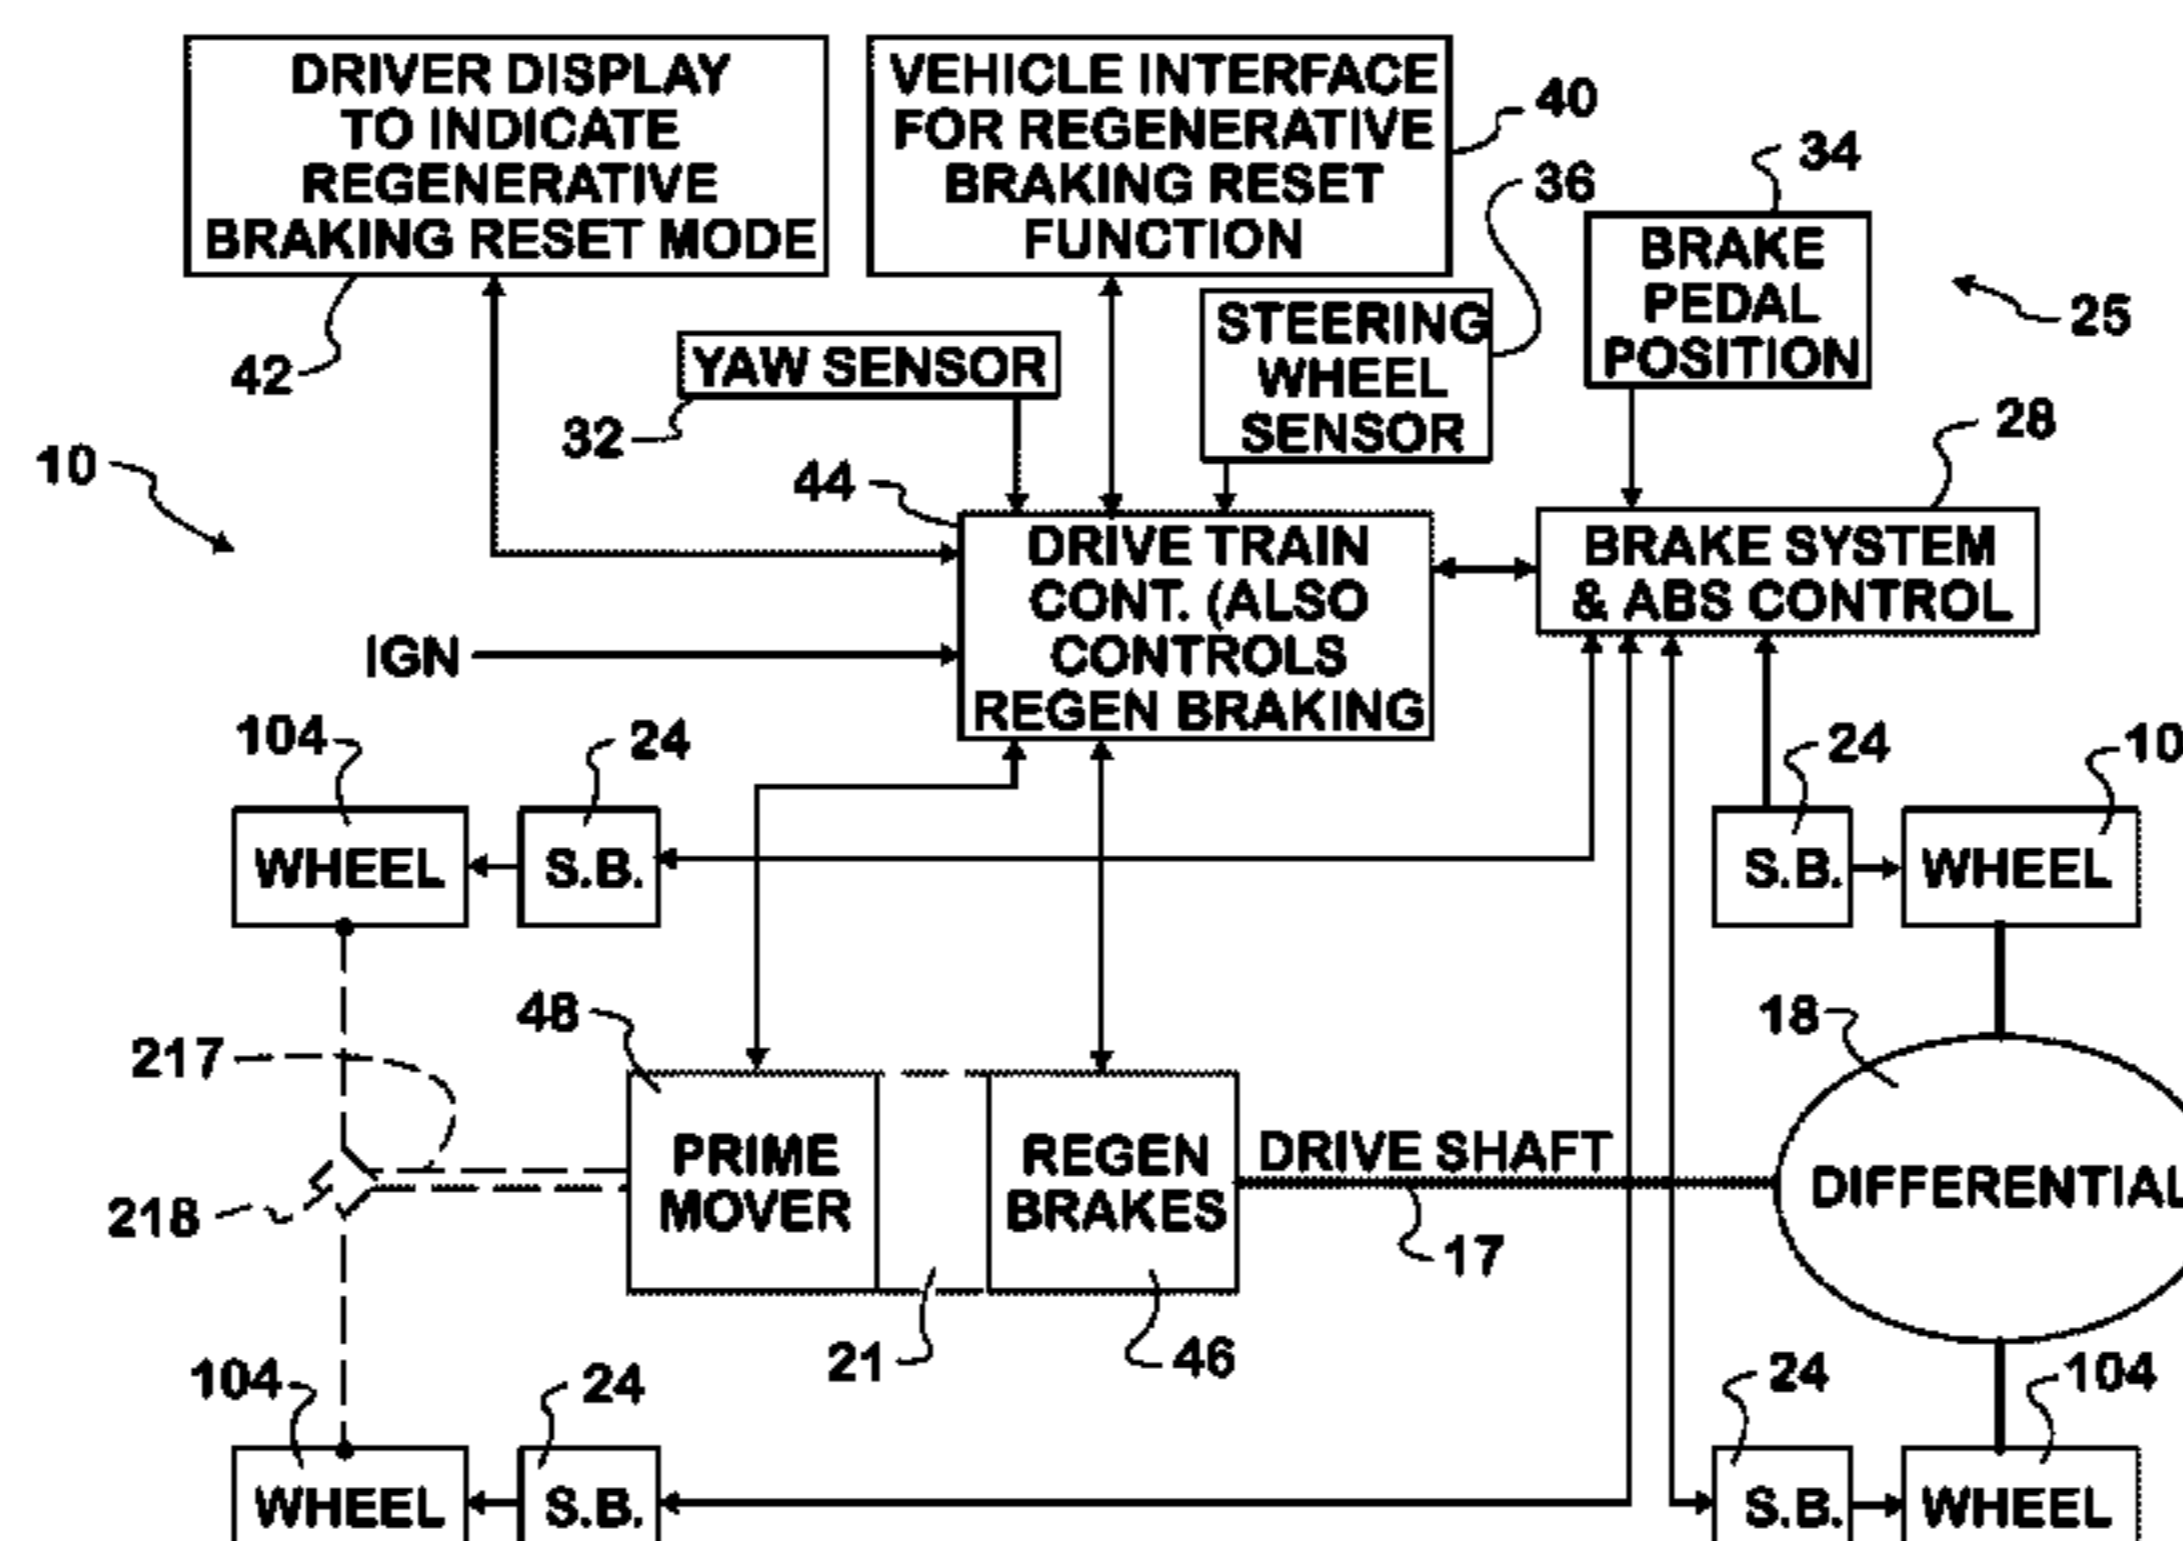 DRIVER DISPLAY
TO INDICATE
REGENERATIVE
BRAKING RESET MODE
VEHICLE INTERFACE
FOR REGENERATIVE
BRAKING RESET
FUNCTION
40
36
34
BRAKE
PEDAL
POSITION
25
STEERING
WHEEL
SENSOR
YAW SENSOR
42
32
28
10
44
DRIVE TRAIN
CONT. (ALSO
CONTROLS
REGEN BRAKING
BRAKE SYSTEM
& ABS CONTROL
IGN
104
24
24
10
WHEEL
S.B.
S.B.
WHEEL
48
18
217
PRIME
MOVER
REGEN
BRAKES
DRIVE SHAFT
DIFFERENTIAL
218
17
21
46
104
24
24
104
WHEEL
S.B.
S.B.
WHEEL